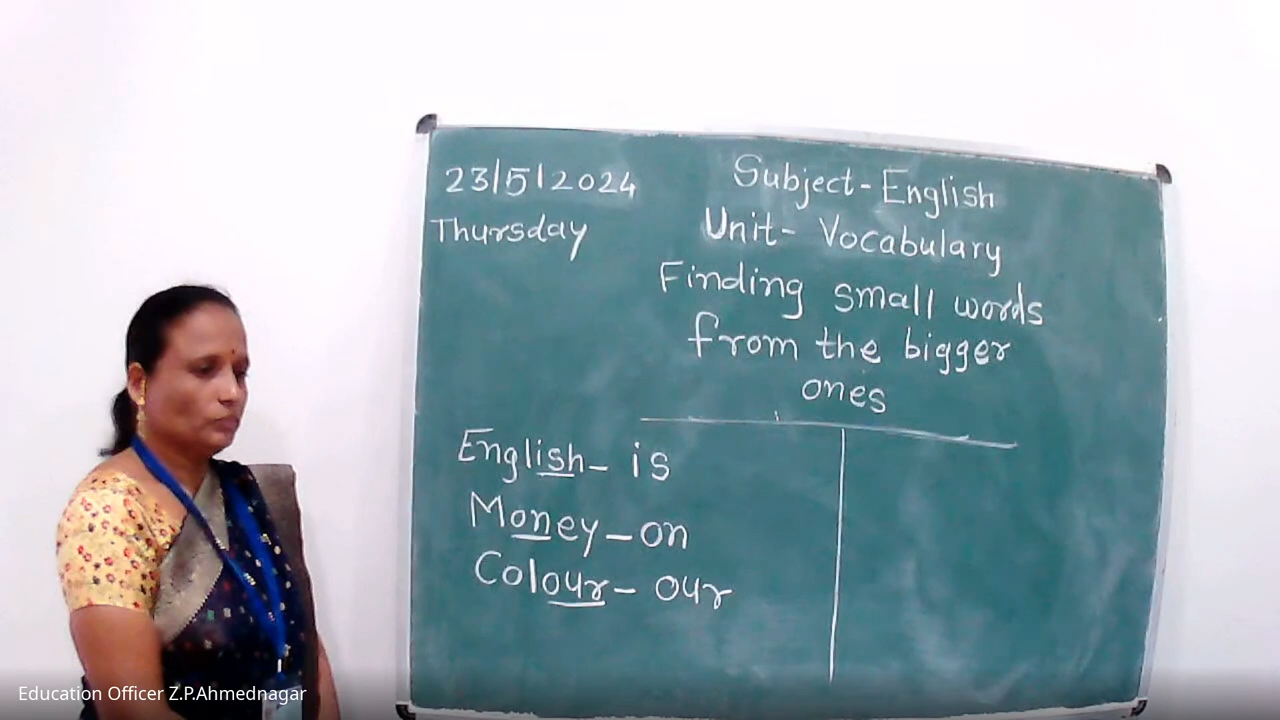 23/5/2024
Thursday
Subject-English
Unit- Vocabulary
Finding small words
from the bigger
ones
English- is
Money-on
Colour- our
Education Officer Z.P.Ahmednagar